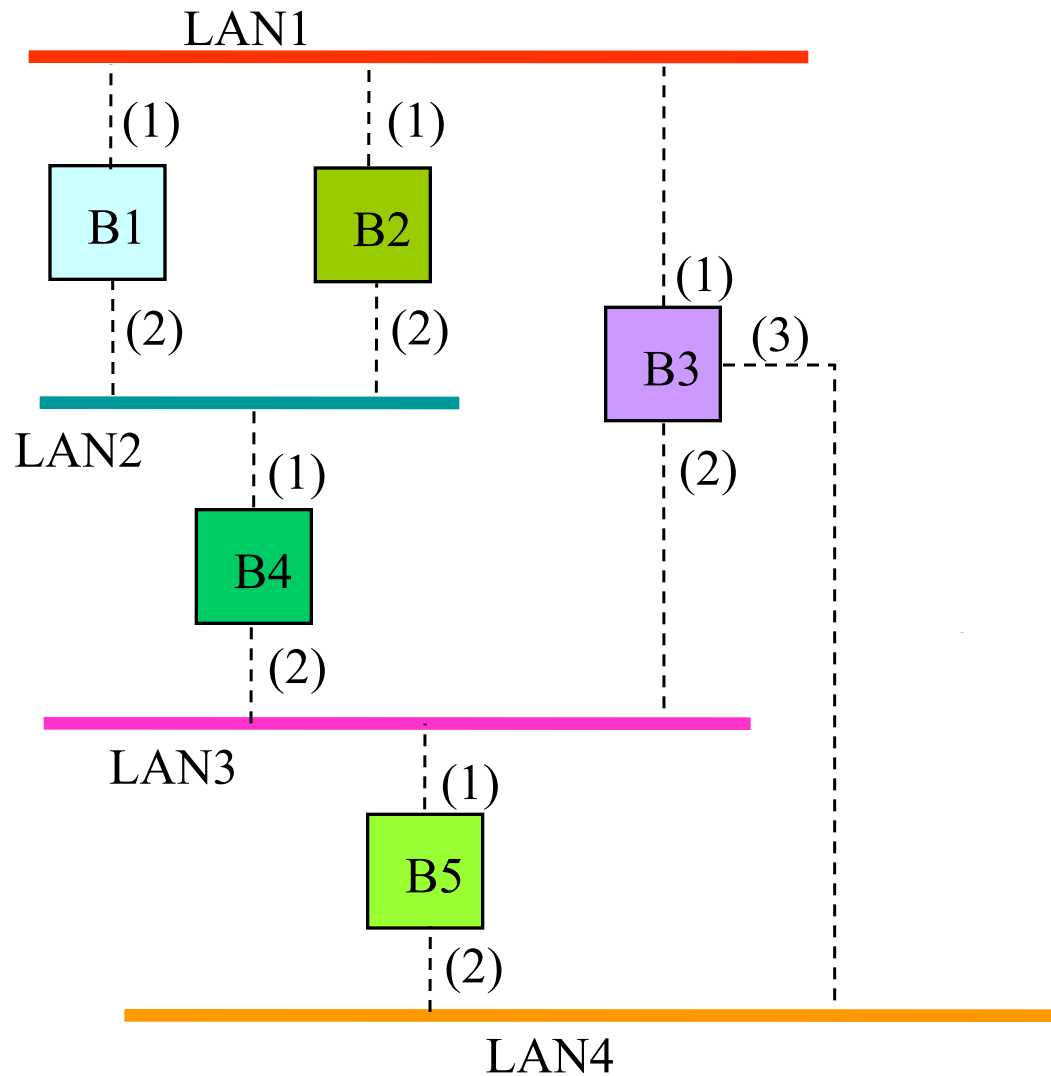 LAN1
(1)
(1)
B1
B2
(1)
(2)
(2)
(3)
B3
LAN2
(1)
(2)
B4
(2)
LAN3
(1)
B5
(2)
LAN4